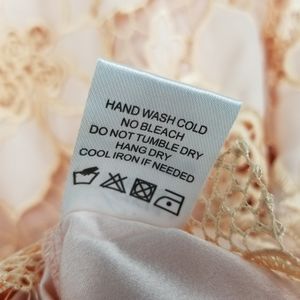 HAND WASH COLD
NO BLEACH
DO NOT TUMBLE DRY
HANG DRY
COOL IRON IF NEEDED